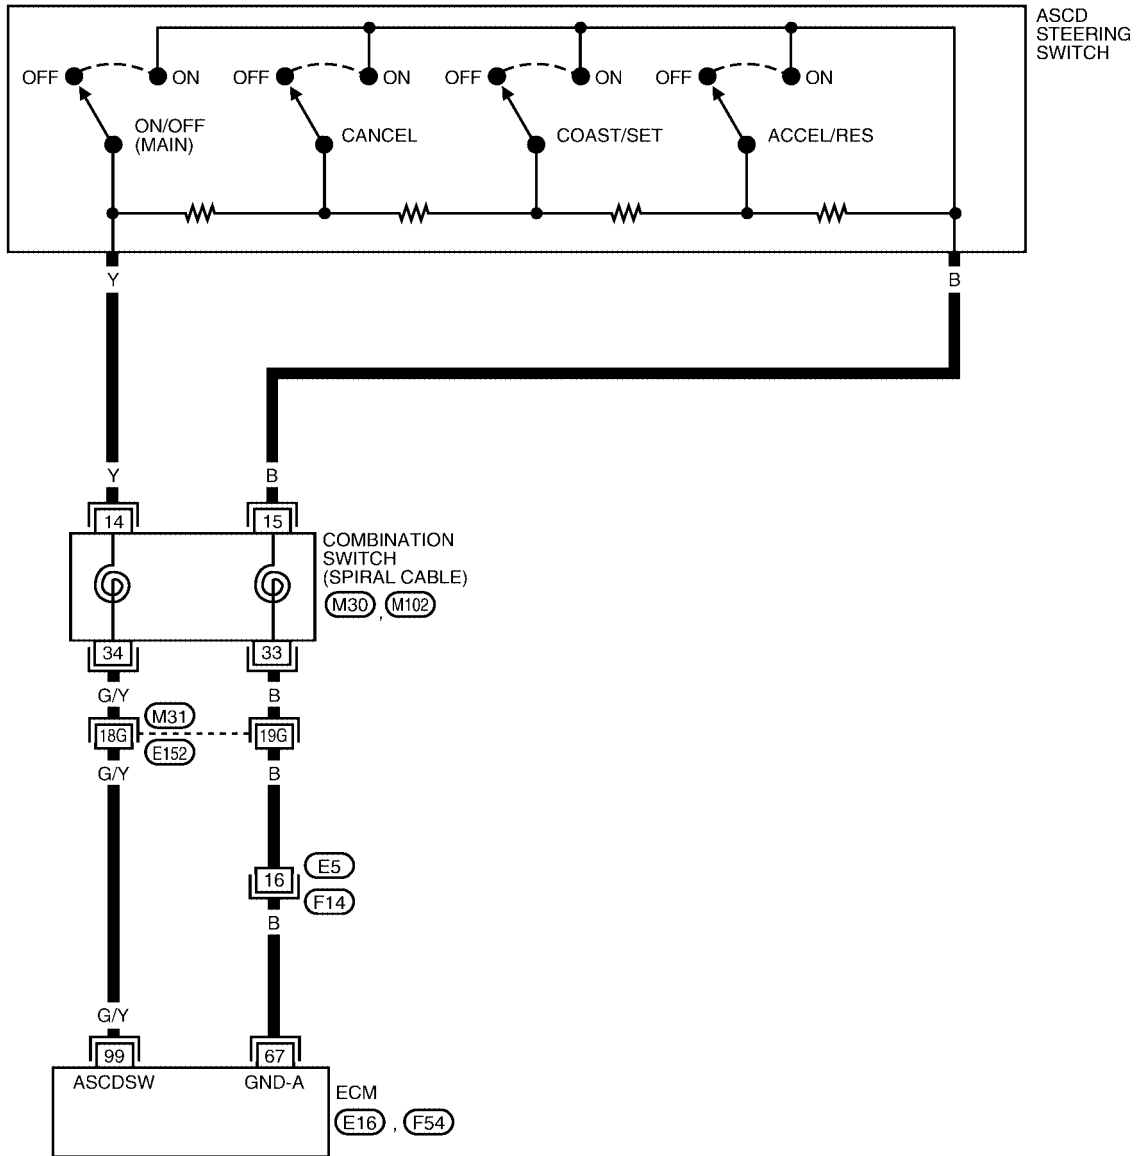 ASCD
STEERING
SWITCH
OFF ON OFF ON OFF ON OFF ON
ON/OFF
(MAIN)
CANCEL
COAST/SET
ACCEL/RES
Y B
Y B
14 15
COMBINATION
SWITCH
(SPIRAL CABLE)
M30 , M102
34 33
G/Y B
M31
18G 19G
E152
G/Y B
E5
16
F14
B
G/Y
99 67
ASCDSW GND-A
ECM
E16 , F54